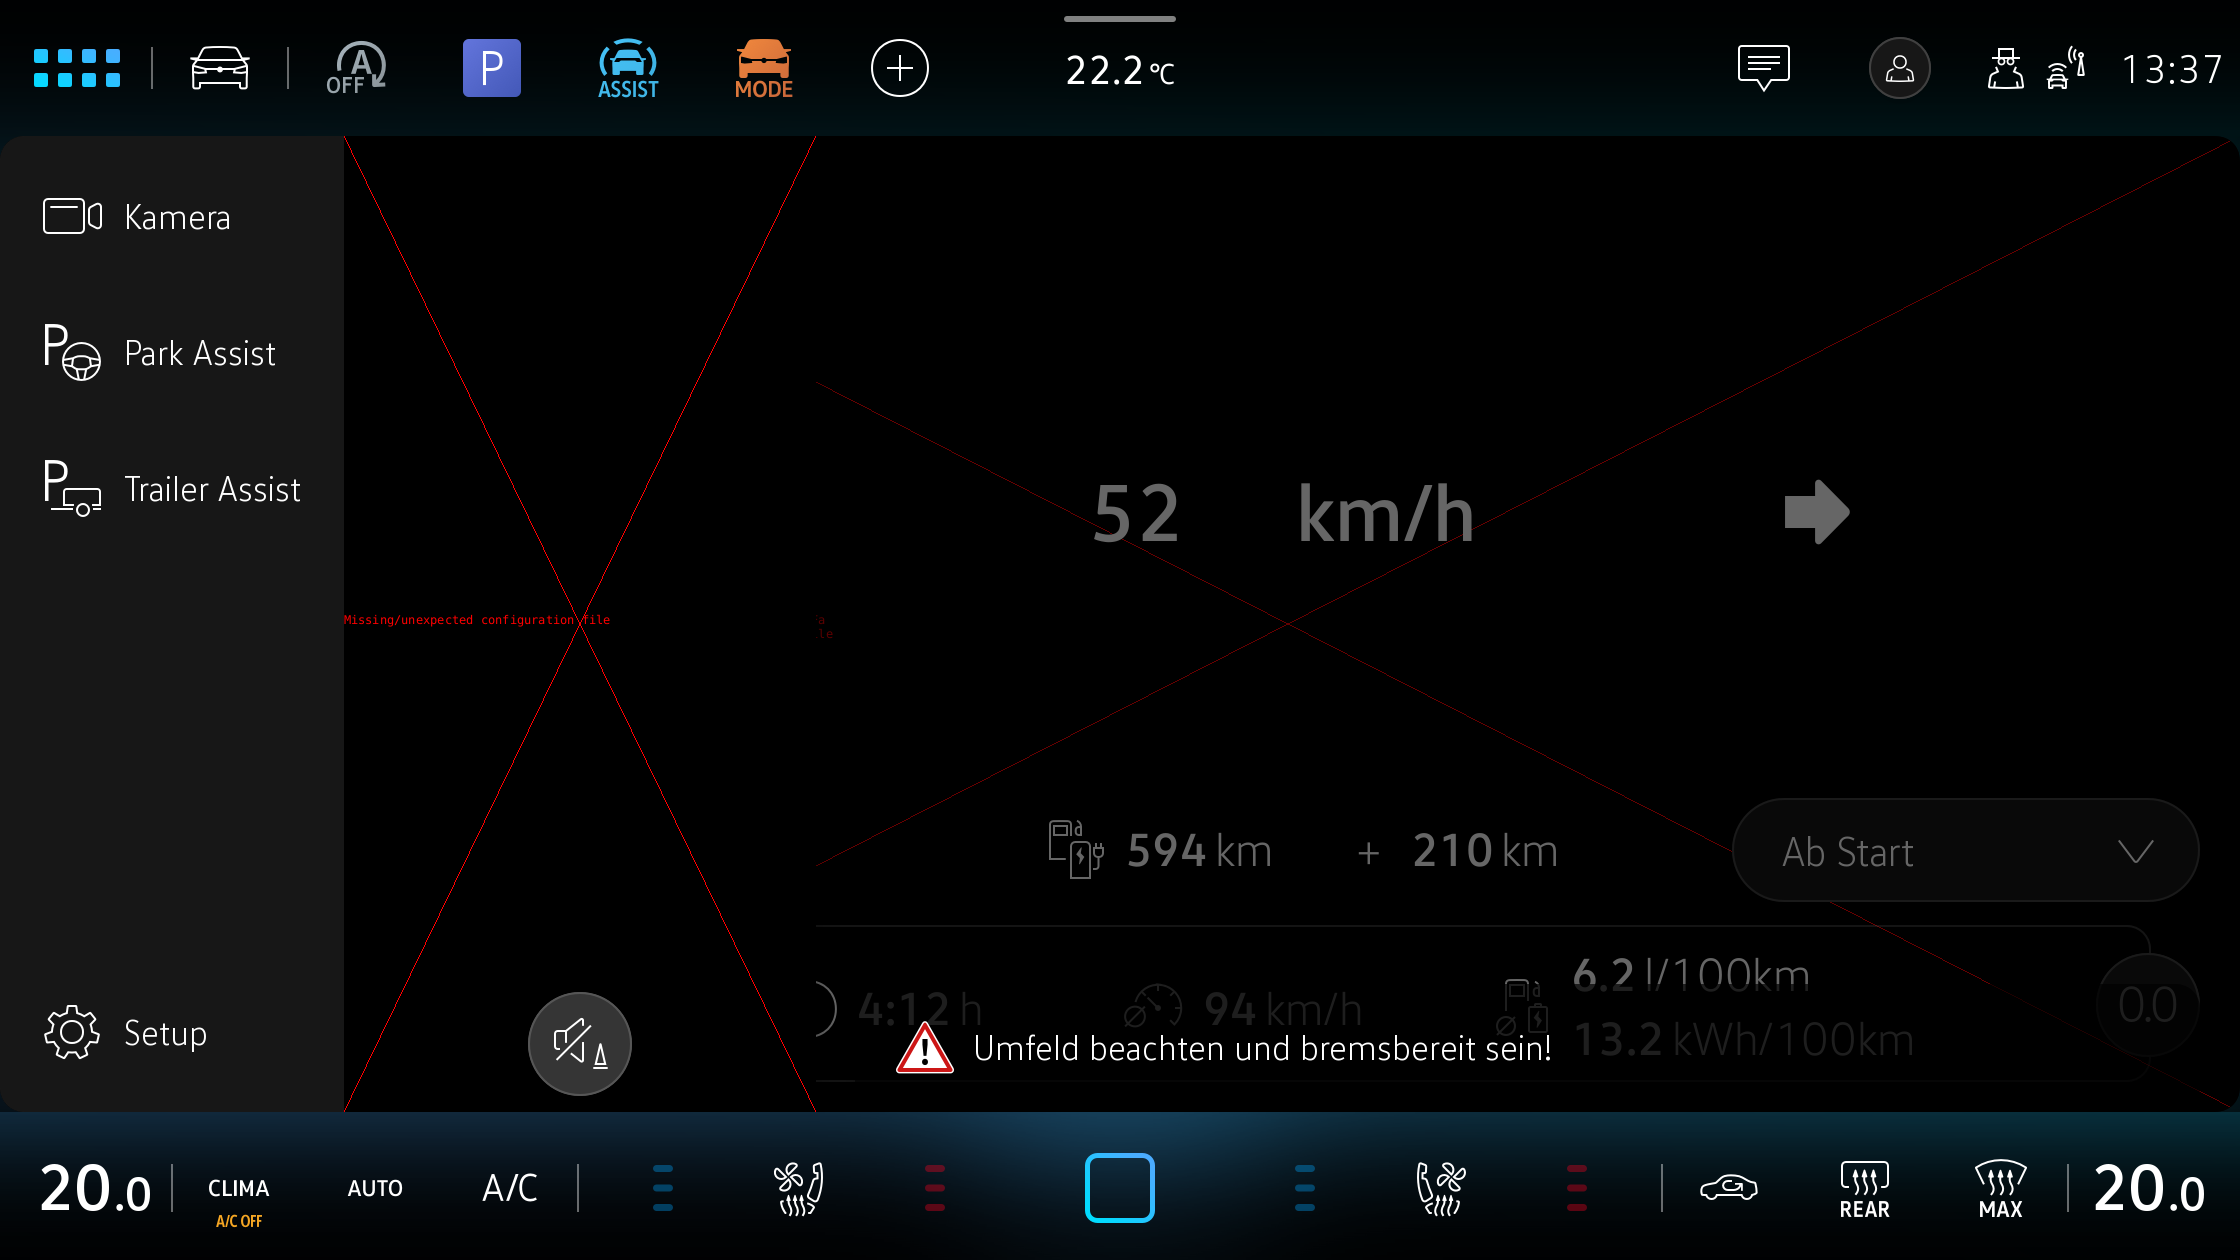 A
OFF
P
ASSIST
MODE
22.2 °C
13:37
Kamera
P Park Assist
P Trailer Assist
Setup
Missing/unexpected configuration file
52 km/h
594 km + 210 km
Ab Start
4:12 h
94 km/h
6.2 l/100km
13.2 kWh/100km
0.0
Umfeld beachten und bremsbereit sein!
20.0
CLIMA
A/C OFF
AUTO
A/C
REAR
MAX
20.0